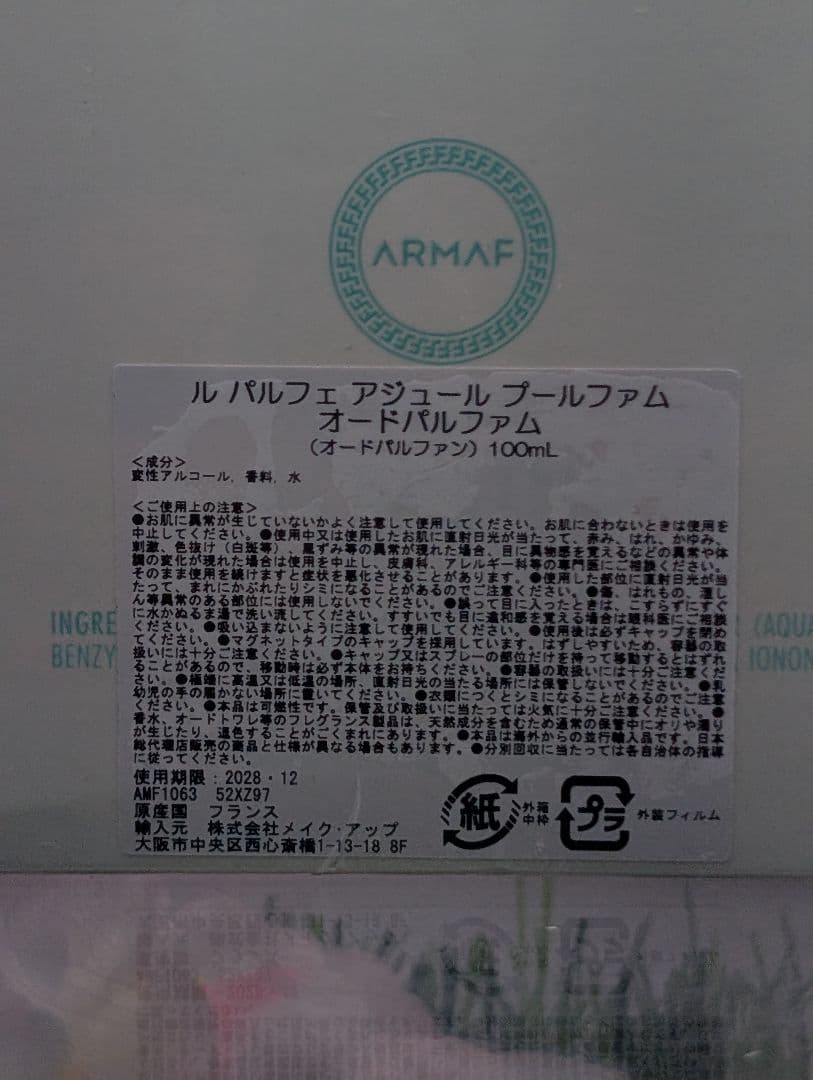 ARMAF
ル パルフェ アジュール プールファム
オードパルファム
（オードパルファン）100mL
＜成分＞
変性アルコール, 香料, 水
＜ご使用上の注意＞
●お肌に異常が生じていないかよく注意して使用してください。お肌に合わないときは使用を
中止してください。●使用中又は使用したお肌に直射日光が当たって、赤み、はれ、かゆみ、
刺激、色抜け（白斑等）、黒ずみ等の異常が現れた場合、目に異物感を覚えるなどの異常や体
調の変化が現れた場合は使用を中止し、皮膚科、アレルギー科等の専門医にご相談ください。
そのまま使用を続けますと症状を悪化させることがあります。●使用した部位に直射日光が当
たって、まれにかぶれたりシミになることがあるのでご注意ください。●傷、はれもの、湿し
ん等異常のある部位には使用しないでください。●誤って目に入ったときは、こすらずにすぐ
に水かぬるま湯で洗い流してください。すすいでも目に違和感を覚える場合は眼科医にご相談
ください。●吸い込まないように注意して使用してください。●使用後は必ずキャップを閉め
てください。●マグネットタイプのキャップを採用しています。はずしやすいため、容器の取
扱いには十分ご注意ください。●キャップ又はスプレーの部位だけを持って移動するとはずれ
ることがあるので、移動時は必ず本体をお持ちください。●容器の取扱いには十分ご注意くだ
さい。●極端に高温又は低温の場所、直射日光の当たる場所には保管しないでください。●乳
幼児の手の届かない場所に置いてください。●衣類につくとシミになることがあるのでご注意
ください。●本品は可燃性です。保管及び取扱いに当たっては火気に十分ご注意ください。●
香水、オードトワレ等のフレグランス製品は、天然成分を含むため通常の保管中にオリや濁り
が生じたり、退色することがごくまれにあります。●本品は海外からの並行輸入品です。日本
総代理店販売の商品と仕様が異なる場合もあります。●分別回収に当たっては各自治体の指導
に従ってください。
INGRE
(AQUA
BENZY
IONON
使用期限：2028・12
AMF1063 52XZ97
原産国 フランス
輸入元 株式会社メイク・アップ
大阪市中央区西心斎橋1-13-18 8F
紙
外箱
中枠
プラ
外装フィルム